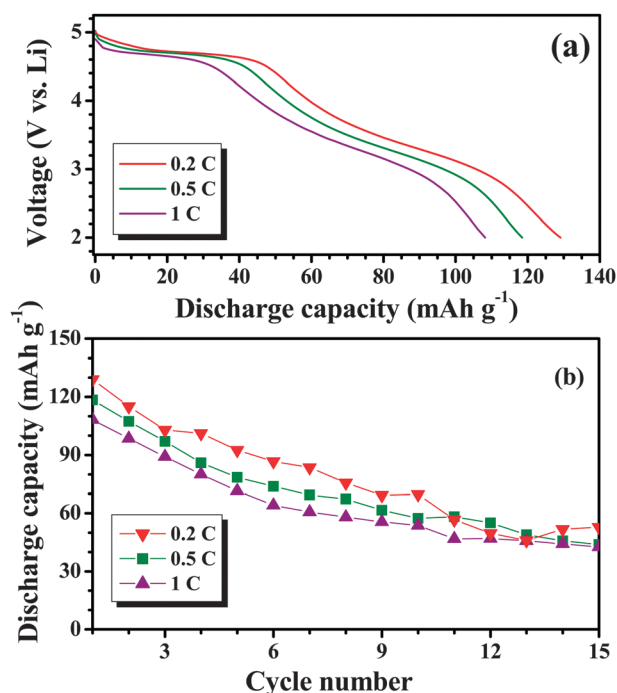 (a)
5
4
3
2
Voltage (V vs. Li)
0.2 C
0.5 C
1 C
0 20 40 60 80 100 120 140
Discharge capacity (mAh g⁻¹)
(b)
150
120
90
60
30
0
Discharge capacity (mAh g⁻¹)
0.2 C
0.5 C
1 C
3 6 9 12 15
Cycle number